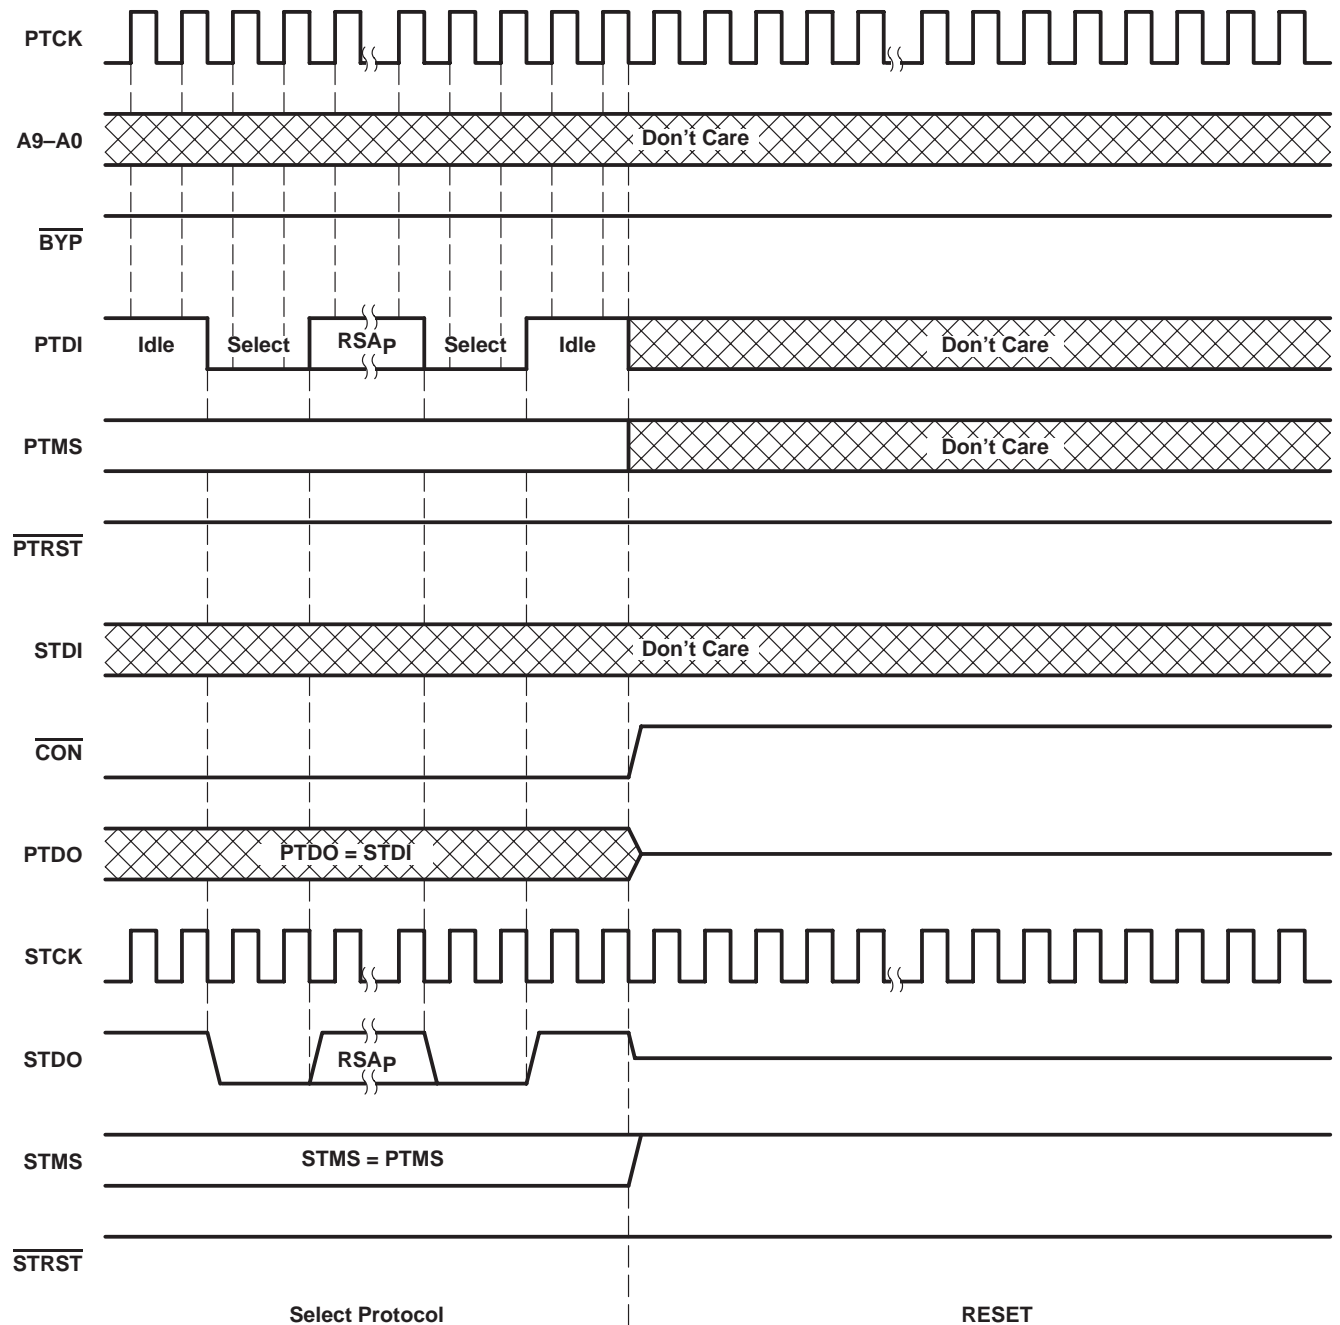 PTCK
A9–A0
Don't Care
BYP
PTDI
Idle
Select
RSAP
Select
Idle
Don't Care
PTMS
Don't Care
PTRST
STDI
Don't Care
CON
PTDO
PTDO = STDI
STCK
STDO
RSAP
STMS
STMS = PTMS
STRST
Select Protocol
RESET